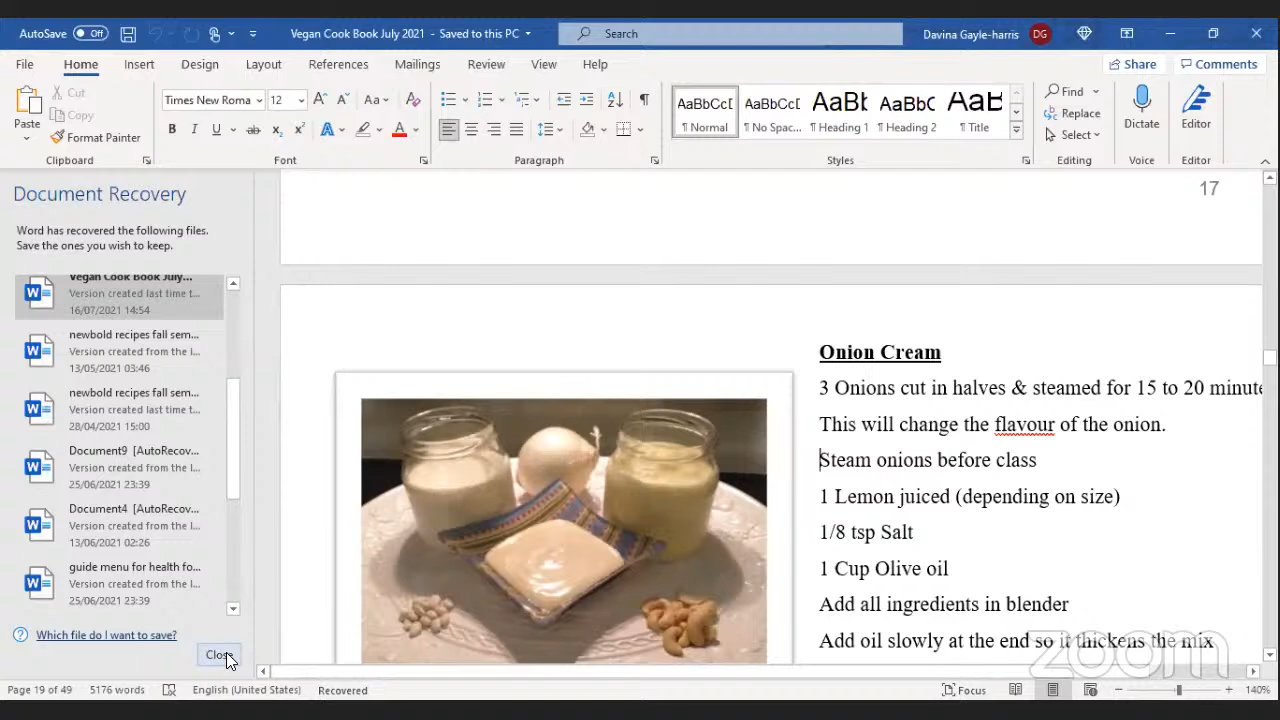 AutoSave Off Vegan Cook Book July 2021 - Saved to this PC Search Davina Gayle-harris DG
File Home Insert Design Layout References Mailings Review View Help Share Comments
Paste Cut Copy Format Painter
Clipboard
Times New Roma 12 Aa
B I U ab x₂ x² A A
Font
Paragraph
AaBbCcD AaBbCcD AaBb AaBbC AaB
¶ Normal ¶ No Spac... ¶ Heading 1 ¶ Heading 2 ¶ Title
Styles
Find
Replace
Select
Editing
Dictate
Voice
Editor
Editor
Document Recovery
Word has recovered the following files.
Save the ones you wish to keep.
Vegan Cook Book July...
Version created last time t...
16/07/2021 14:54
newbold recipes fall sem...
Version created from the l...
13/05/2021 03:46
newbold recipes fall sem...
Version created last time t...
28/04/2021 15:00
Document9 [AutoRecov...
Version created from the l...
25/06/2021 23:39
Document4 [AutoRecov...
Version created from the l...
13/06/2021 02:26
guide menu for health fo...
Version created from the l...
25/06/2021 23:39
Which file do I want to save?
Close
17
Onion Cream
3 Onions cut in halves & steamed for 15 to 20 minute
This will change the flavour of the onion.
Steam onions before class
1 Lemon juiced (depending on size)
1/8 tsp Salt
1 Cup Olive oil
Add all ingredients in blender
Add oil slowly at the end so it thickens the mix
zoom
Page 19 of 49 5176 words English (United States) Recovered Focus 140%